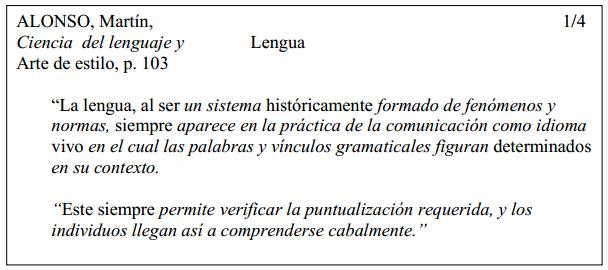 ALONSO, Martín, 1/4
Ciencia del lenguaje y Lengua
Arte de estilo, p. 103
“La lengua, al ser un sistema históricamente formado de fenómenos y
normas, siempre aparece en la práctica de la comunicación como idioma
vivo en el cual las palabras y vínculos gramaticales figuran determinados
en su contexto.
“Este siempre permite verificar la puntualización requerida, y los
individuos llegan así a comprenderse cabalmente.”